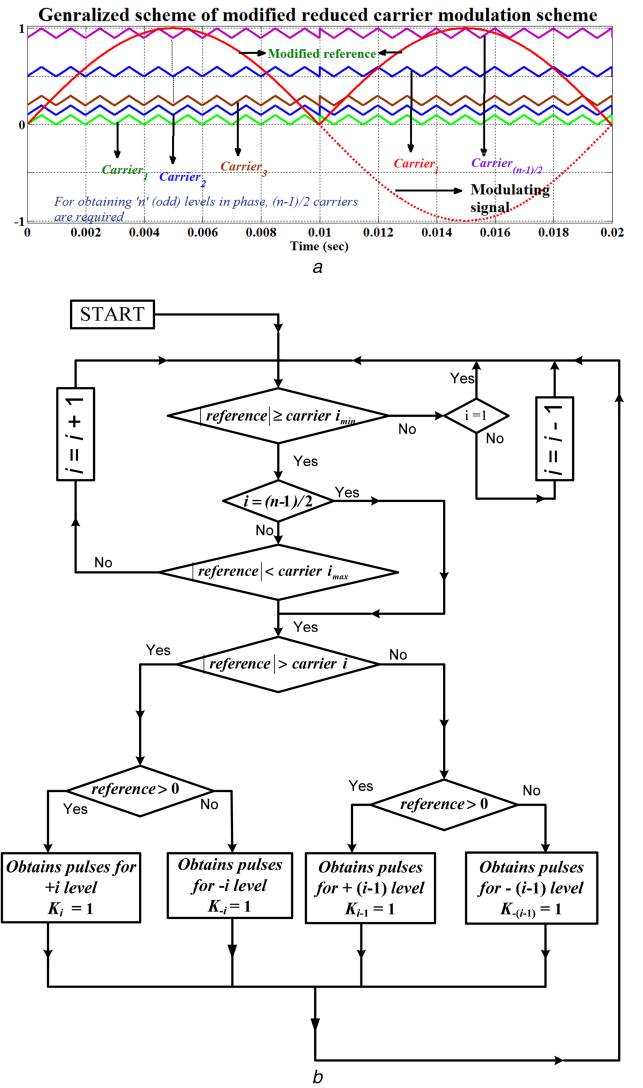 Genralized scheme of modified reduced carrier modulation scheme
1
0
-1
Modified reference
Carrier1
Carrier2
Carrier3
Carrieri
Carrier(n-1)/2
Modulating
signal
For obtaining 'n' (odd) levels in phase, (n-1)/2 carriers
are required
0 0.002 0.004 0.006 0.008 0.01 0.012 0.014 0.016 0.018 0.02
Time (sec)
a
START
i = i + 1
|reference| ≥ carrier imin
No
Yes
i =1
No
i = i - 1
Yes
i = (n-1)/2
Yes
No
|reference| < carrier imax
No
Yes
|reference| > carrier i
Yes
No
reference > 0
Yes
No
reference > 0
Yes
No
Obtains pulses for
+i level
Ki = 1
Obtains pulses
for -i level
K-i = 1
Obtains pulses
for + (i-1) level
Ki-1 = 1
Obtains pulses
for - (i-1) level
K-(i-1) = 1
b